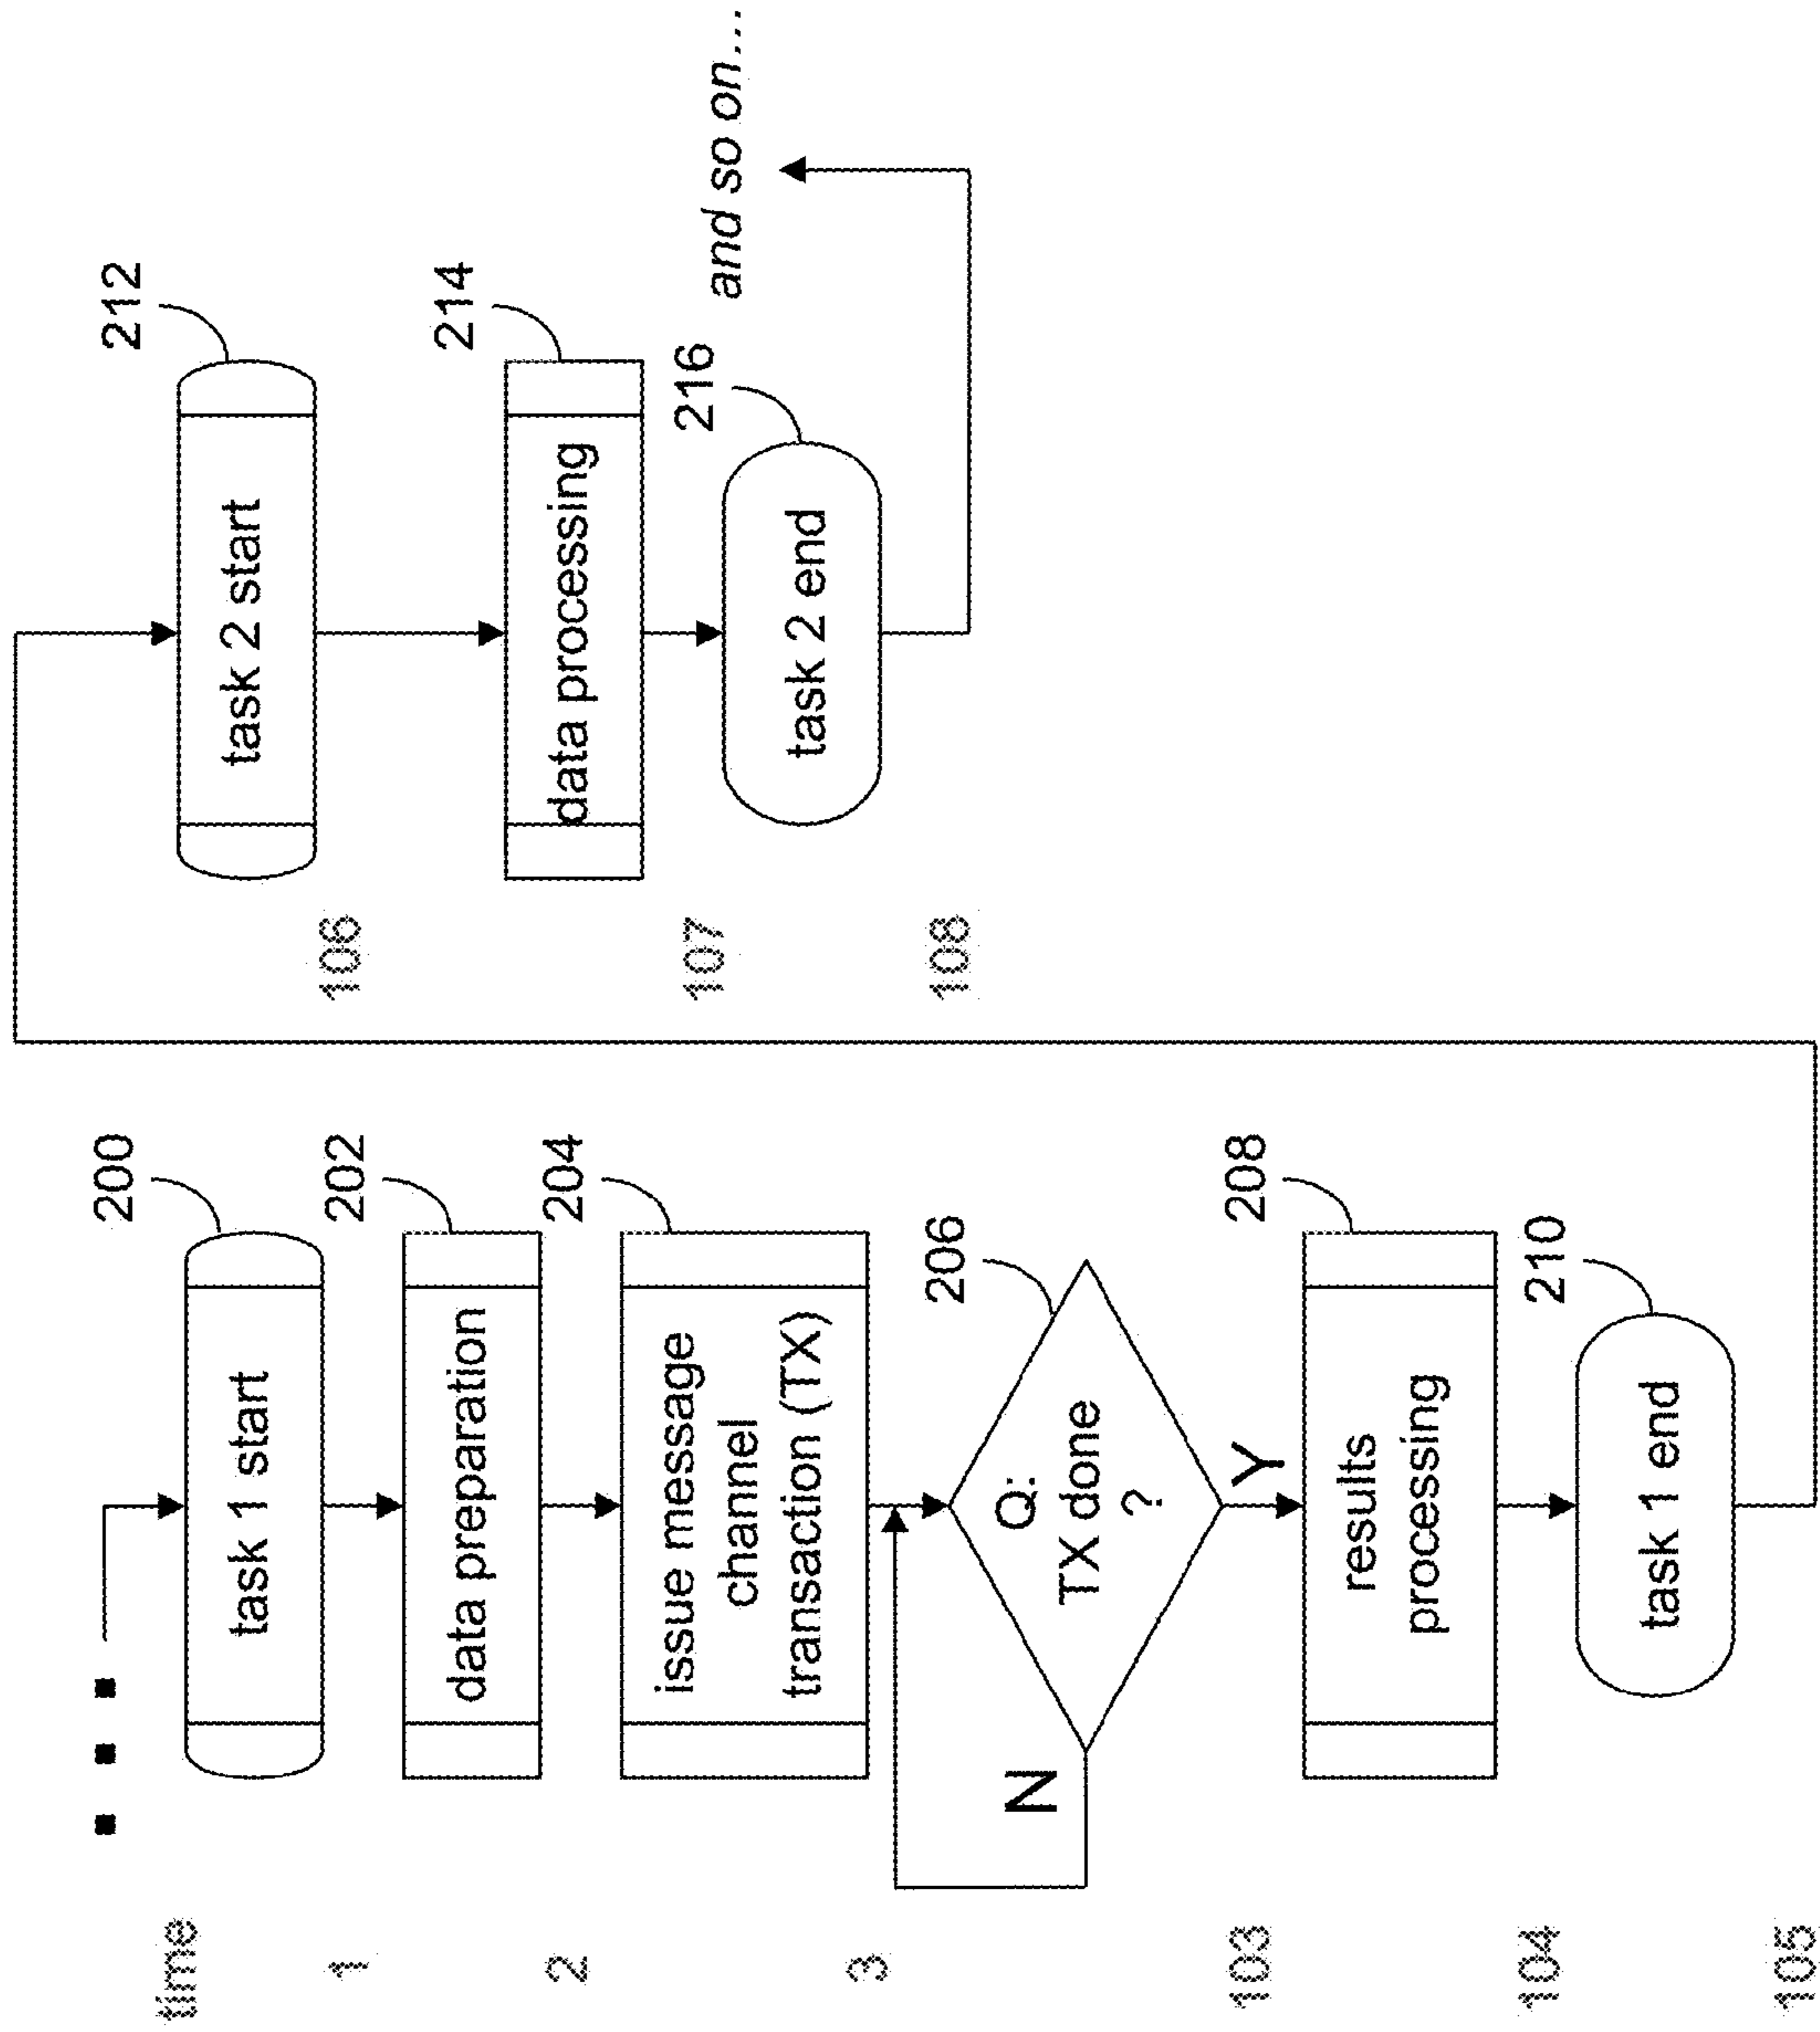 time
200
task 1 start
1
202
data preparation
2
204
issue message
channel
transaction (TX)
3
206
Q:
TX done
?
N
Y
103
208
results
processing
104
210
task 1 end
105
212
task 2 start
106
214
data processing
107
216
task 2 end
108
and so on...